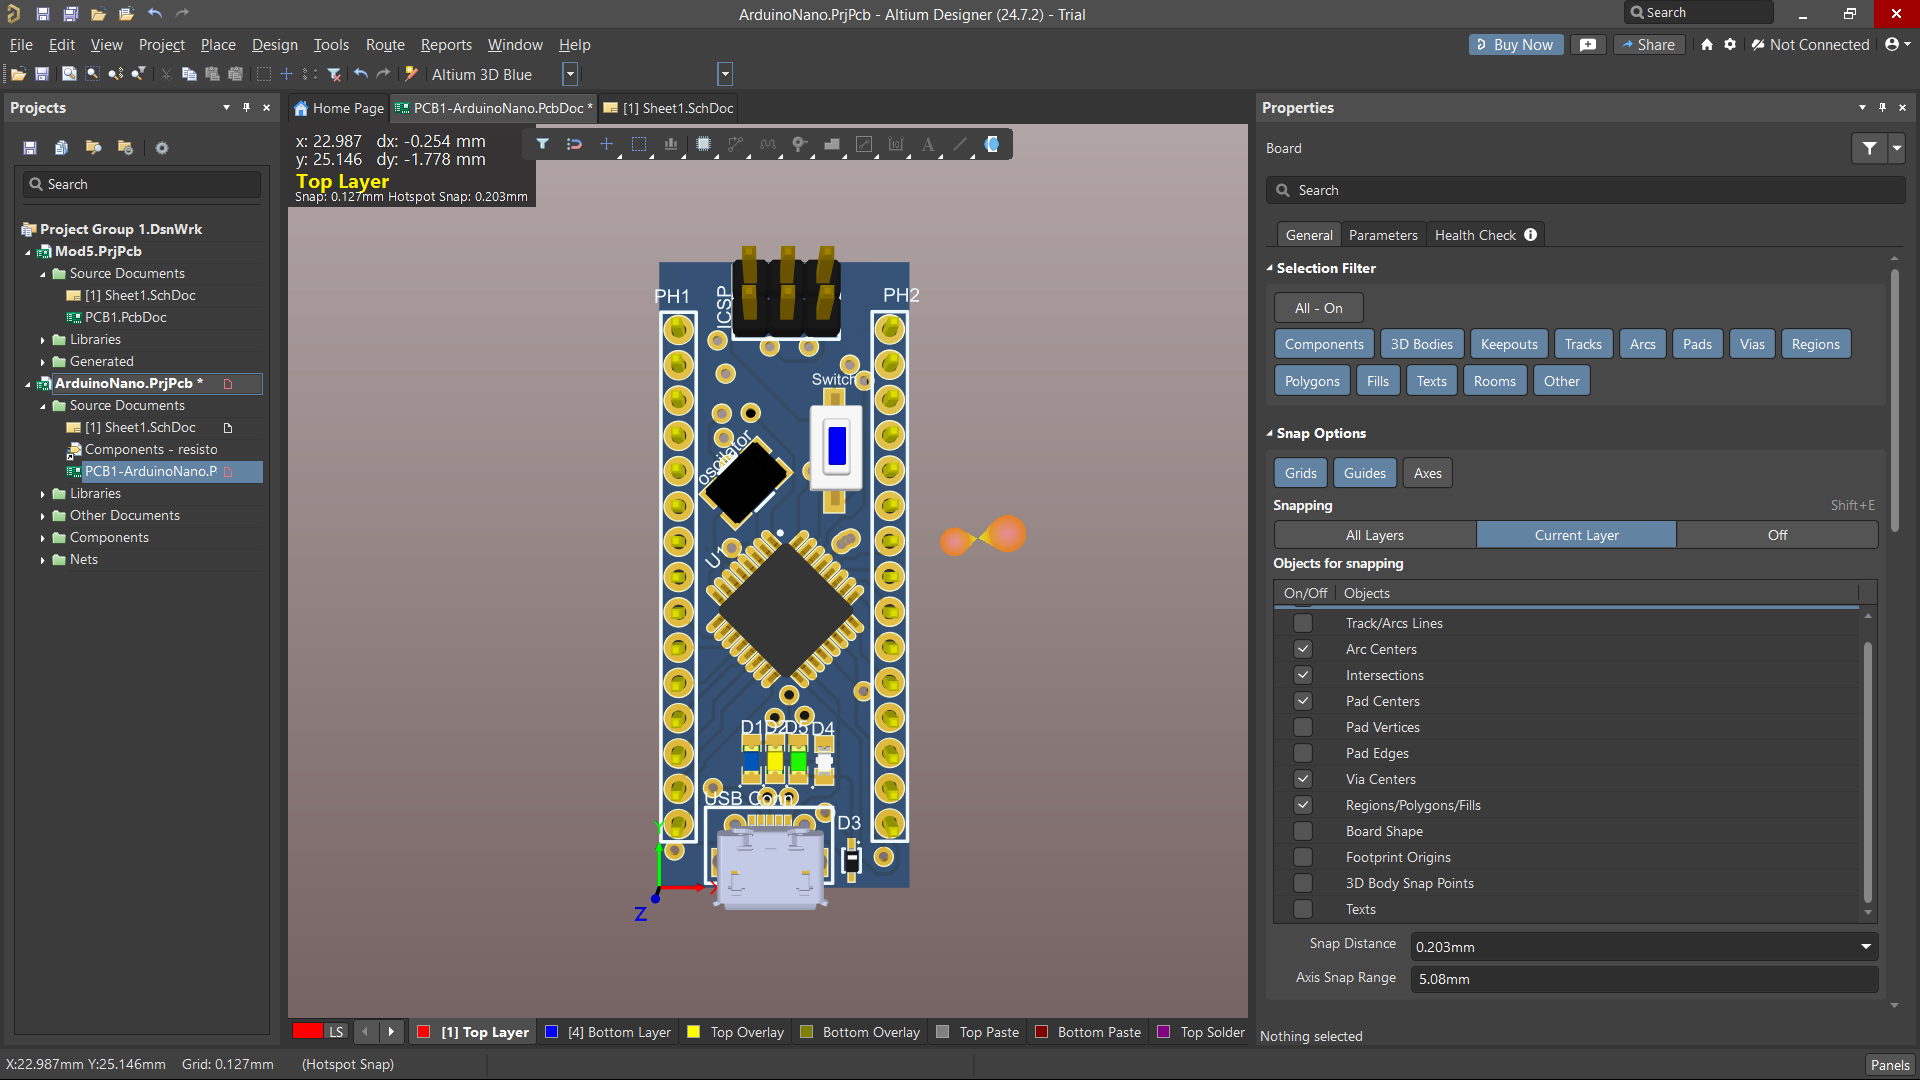 ArduinoNano.PrjPcb - Altium Designer (24.7.2) - Trial
Search
File Edit View Project Place Design Tools Route Reports Window Help
Buy Now Share Not Connected
Altium 3D Blue
Projects
Home Page PCB1-ArduinoNano.PcbDoc * [1] Sheet1.SchDoc
Properties
x: 22.987 dx: -0.254 mm
y: 25.146 dy: -1.778 mm
Top Layer
Snap: 0.127mm Hotspot Snap: 0.203mm
Search
Project Group 1.DsnWrk
Mod5.PrjPcb
Source Documents
[1] Sheet1.SchDoc
PCB1.PcbDoc
Libraries
Generated
ArduinoNano.PrjPcb *
Source Documents
[1] Sheet1.SchDoc
Components - resisto
PCB1-ArduinoNano.P
Libraries
Other Documents
Components
Nets
PH1
ICSP
PH2
Switch
oscilator
U1
D1 D2 D5 D4
USB Conn
D3
Y
X
Z
Board
Search
General Parameters Health Check
Selection Filter
All - On
Components 3D Bodies Keepouts Tracks Arcs Pads Vias Regions
Polygons Fills Texts Rooms Other
Snap Options
Grids Guides Axes
Snapping Shift+E
All Layers Current Layer Off
Objects for snapping
On/Off Objects
Track/Arcs Lines
Arc Centers
Intersections
Pad Centers
Pad Vertices
Pad Edges
Via Centers
Regions/Polygons/Fills
Board Shape
Footprint Origins
3D Body Snap Points
Texts
Snap Distance 0.203mm
Axis Snap Range 5.08mm
Nothing selected
LS [1] Top Layer [4] Bottom Layer Top Overlay Bottom Overlay Top Paste Bottom Paste Top Solder
X:22.987mm Y:25.146mm Grid: 0.127mm (Hotspot Snap)
Panels